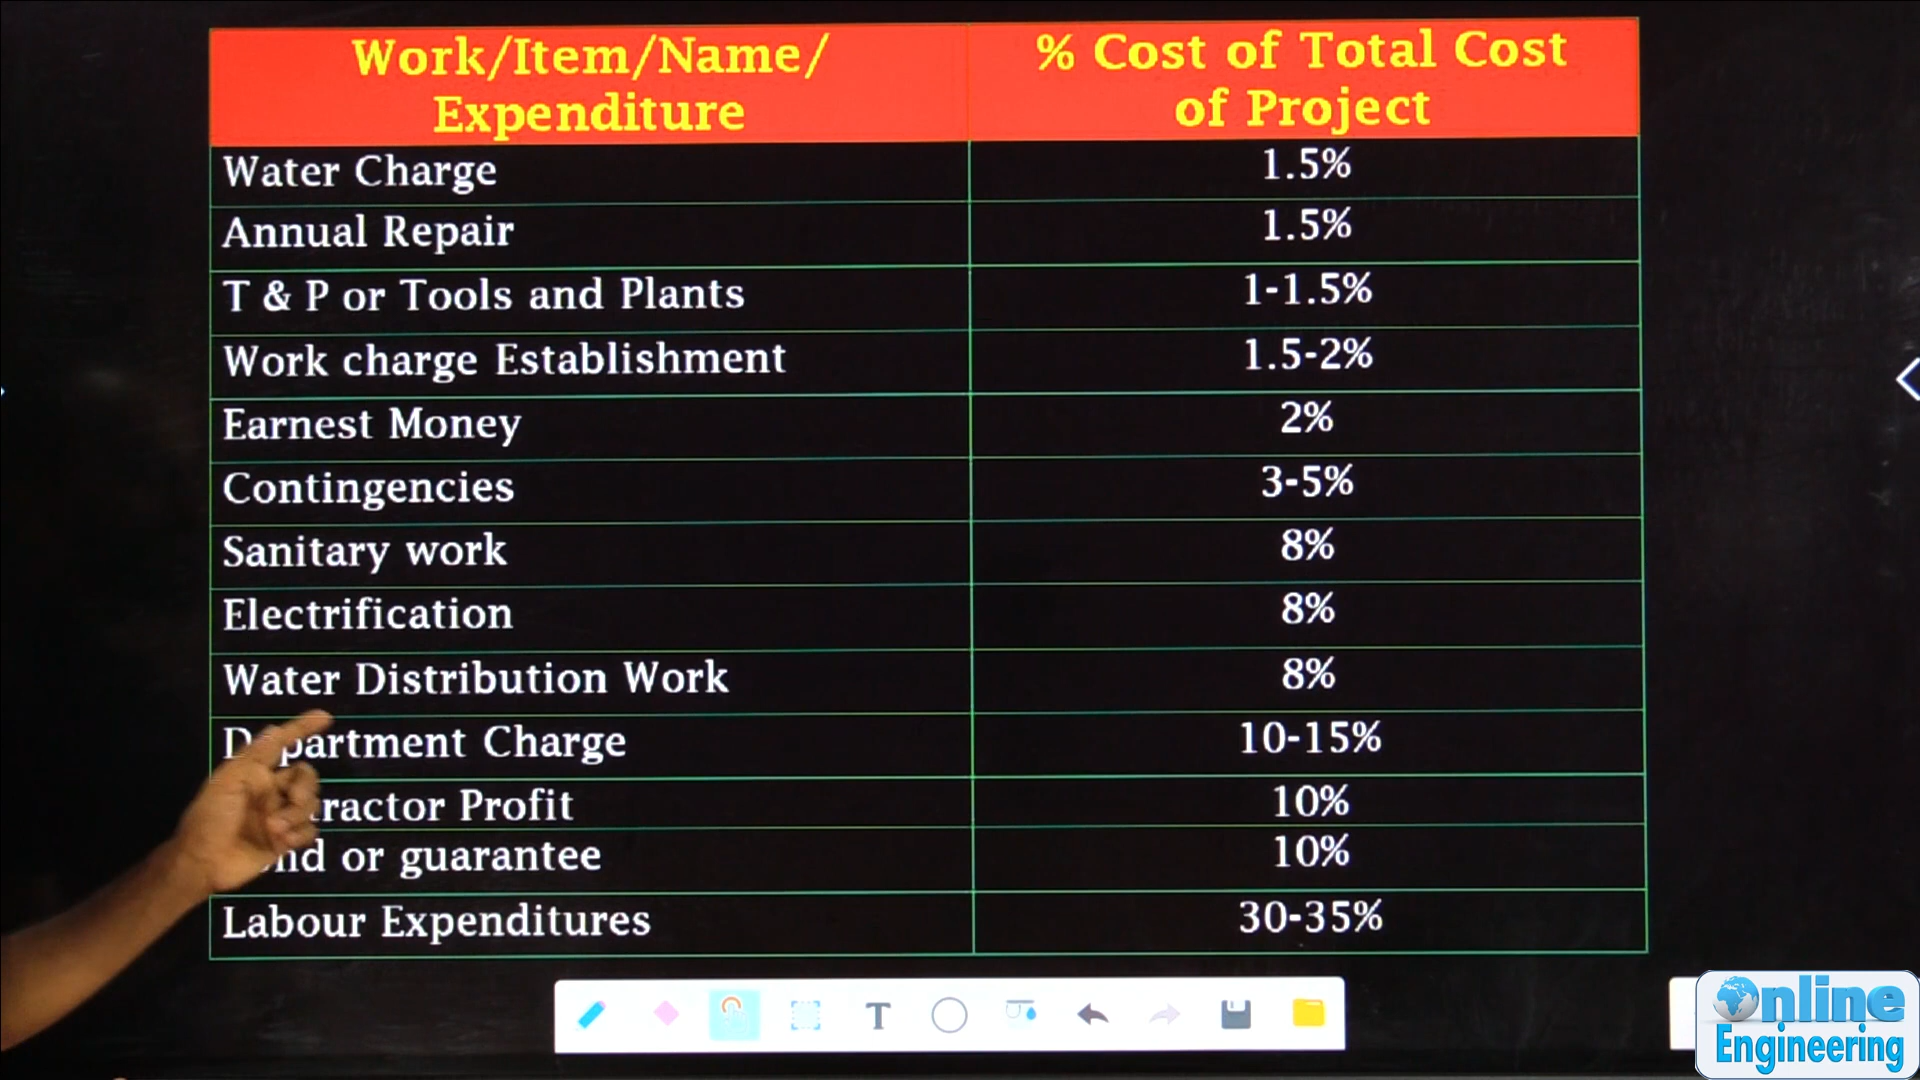 Work/Item/Name/
Expenditure
% Cost of Total Cost
of Project
Water Charge 1.5%
Annual Repair 1.5%
T & P or Tools and Plants 1-1.5%
Work charge Establishment 1.5-2%
Earnest Money 2%
Contingencies 3-5%
Sanitary work 8%
Electrification 8%
Water Distribution Work 8%
Department Charge 10-15%
Profit 10%
or guarantee 10%
Labour Expenditures 30-35%
T
Online
Engineering